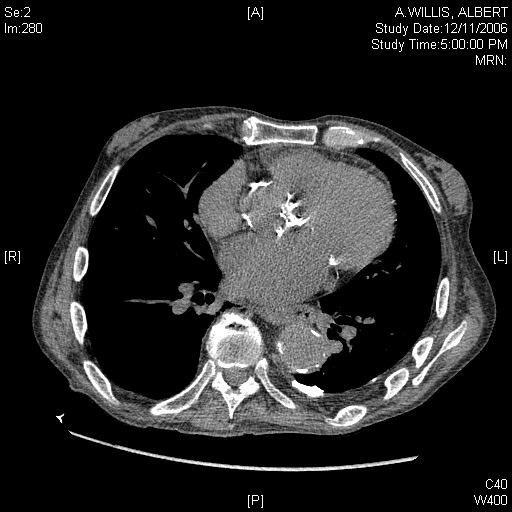 Se:2
Im:280
[A]
A.WILLIS, ALBERT
Study Date:12/11/2006
Study Time:5:00:00 PM
MRN:
[R]
[L]
[P]
C40
W400